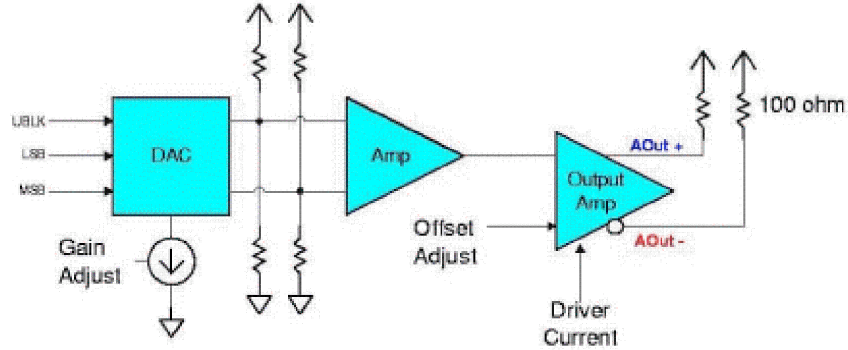 UBLK
LSB
MSB
DAC
Gain
Adjust
Amp
Offset
Adjust
Output
Amp
Driver
Current
AOut +
AOut -
100 ohm